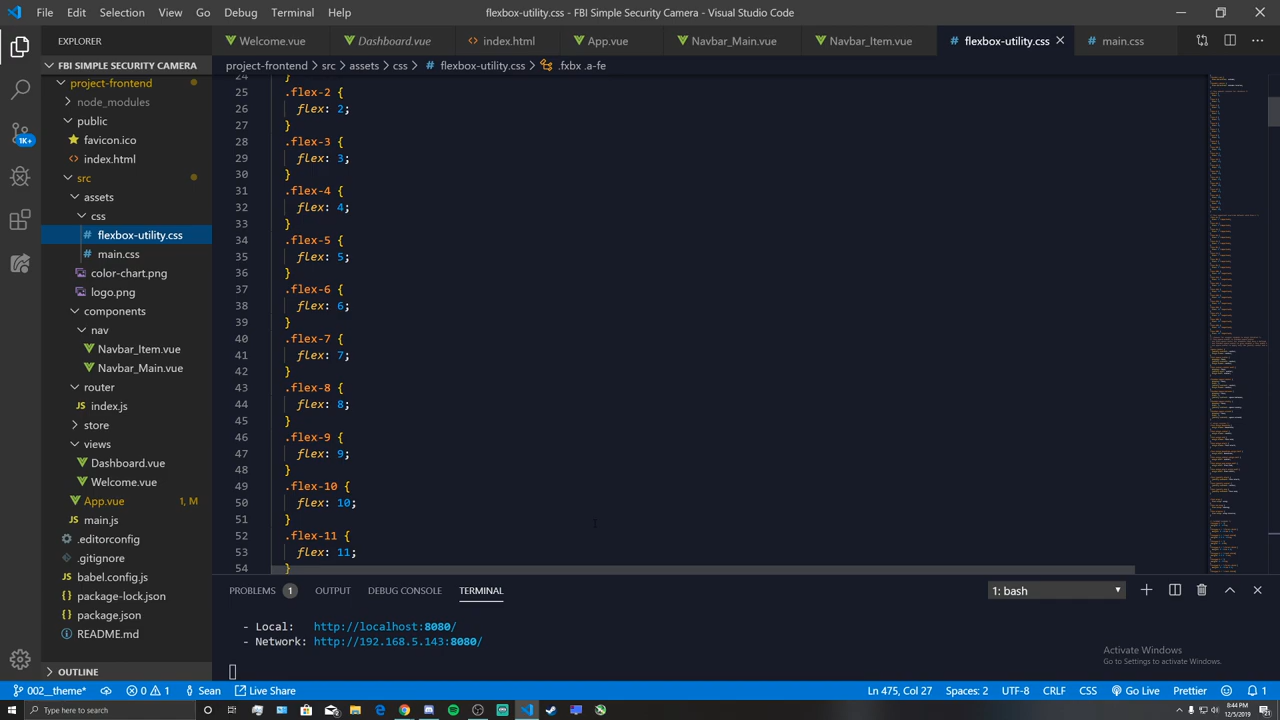 File Edit Selection View Go Debug Terminal Help
flexbox-utility.css - FBI Simple Security Camera - Visual Studio Code
EXPLORER
Welcome.vue Dashboard.vue index.html App.vue Navbar_Main.vue Navbar_Item.vue flexbox-utility.css main.css
FBI SIMPLE SECURITY CAMERA
project-frontend > src > assets > css > # flexbox-utility.css > .fxbx .a-fe
project-frontend
node_modules
public
favicon.ico
index.html
src
assets
css
flexbox-utility.css
main.css
color-chart.png
logo.png
components
nav
Navbar_Item.vue
Navbar_Main.vue
router
index.js
store
views
Dashboard.vue
Welcome.vue
App.vue 1, M
main.js
.editorconfig
.gitignore
babel.config.js
package-lock.json
package.json
README.md
OUTLINE
1K+
24 }
25 .flex-2 {
26 flex: 2;
27 }
28 .flex-3 {
29 flex: 3;
30 }
31 .flex-4 {
32 flex: 4;
33 }
34 .flex-5 {
35 flex: 5;
36 }
37 .flex-6 {
38 flex: 6;
39 }
40 .flex-7 {
41 flex: 7;
42 }
43 .flex-8 {
44 flex: 8;
45 }
46 .flex-9 {
47 flex: 9;
48 }
49 .flex-10 {
50 flex: 10;
51 }
52 .flex-11 {
53 flex: 11;
54 }
PROBLEMS 1 OUTPUT DEBUG CONSOLE TERMINAL 1: bash
- Local: http://localhost:8080/
- Network: http://192.168.5.143:8080/
Activate Windows
Go to Settings to activate Windows.
002__theme* 0 1 Sean Live Share Ln 475, Col 27 Spaces: 2 UTF-8 CRLF CSS Go Live Prettier 1
Type here to search
8:44 PM
12/5/2019